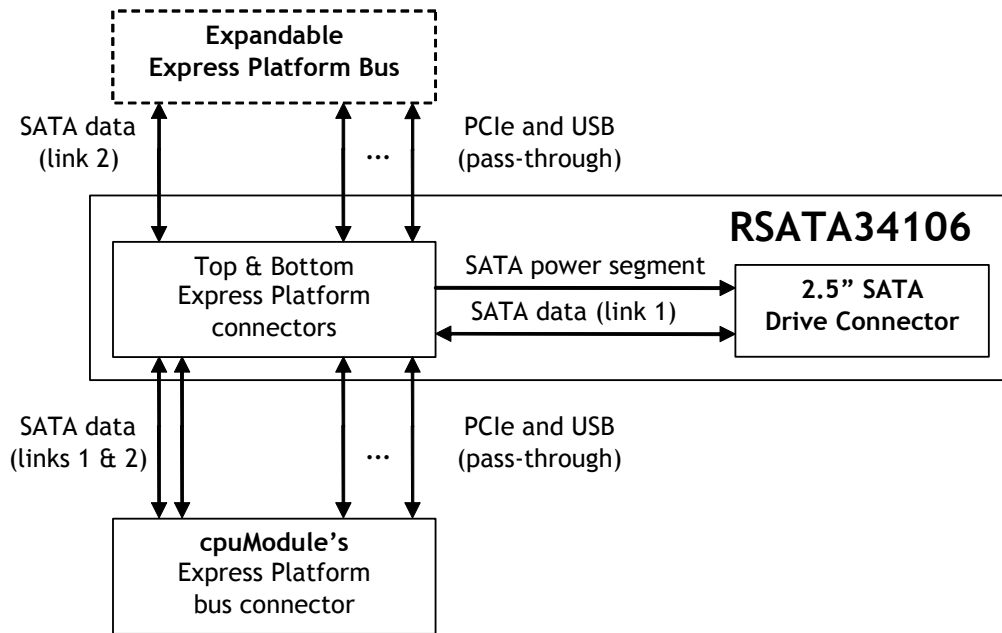 Expandable
Express Platform Bus
SATA data
(link 2)
...
PCIe and USB
(pass-through)
RSATA34106
Top & Bottom
Express Platform
connectors
SATA power segment
SATA data (link 1)
2.5” SATA
Drive Connector
SATA data
(links 1 & 2)
...
PCIe and USB
(pass-through)
cpuModule’s
Express Platform
bus connector